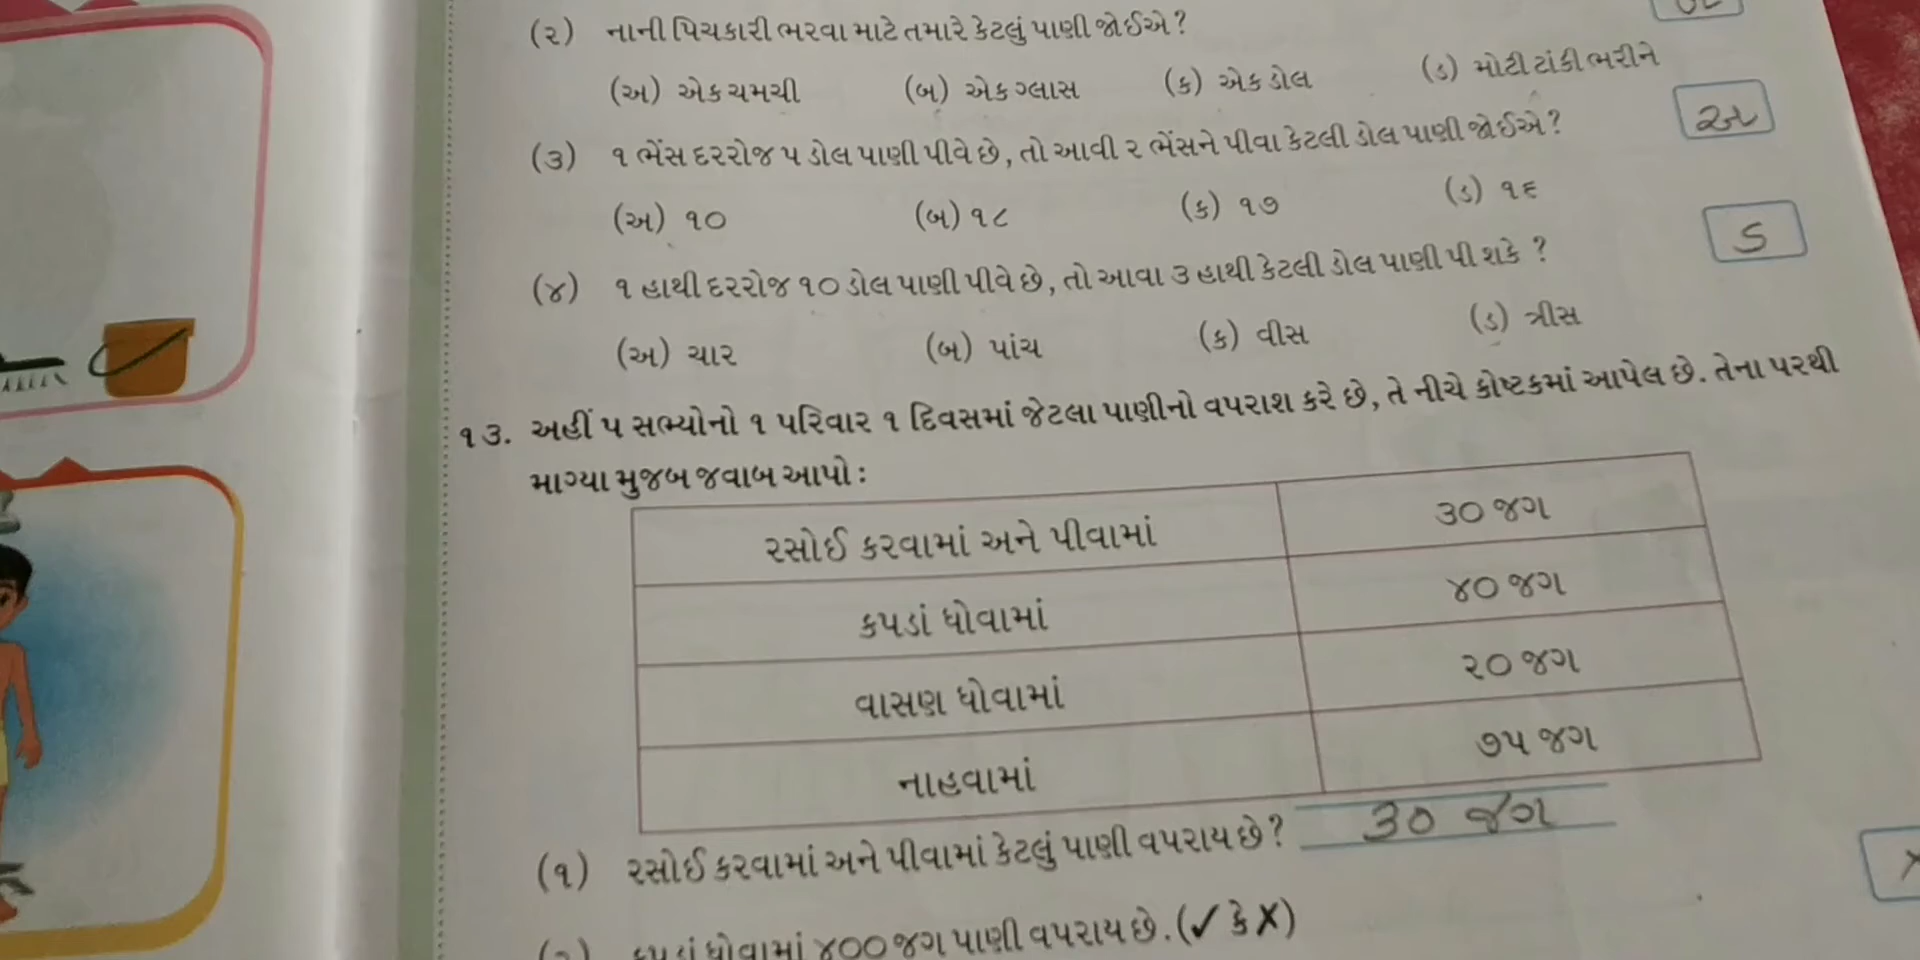 (૨) નાની પિચકારી ભરવા માટે તમારે કેટલું પાણી જોઈએ ?
(અ) એક ચમચી (બ) એક ગ્લાસ (ક) એક ડોલ (ડ) મોટી ટાંકી ભરીને
(૩) ૧ ભેંસ દરરોજ ૫ ડોલ પાણી પીવે છે, તો આવી ૨ ભેંસને પીવા કેટલી ડોલ પાણી જોઈએ ? અ
(અ) ૧૦ (બ) ૧૮ (ક) ૧૭ (ડ) ૧૬
(૪) ૧ હાથી દરરોજ ૧૦ ડોલ પાણી પીવે છે, તો આવા ૩ હાથી કેટલી ડોલ પાણી પી શકે ? ડ
(અ) ચાર (બ) પાંચ (ક) વીસ (ડ) ત્રીસ
૧૩. અહીં ૫ સભ્યોનો ૧ પરિવાર ૧ દિવસમાં જેટલા પાણીનો વપરાશ કરે છે, તે નીચે કોષ્ટકમાં આપેલ છે. તેના પરથી
માગ્યા મુજબ જવાબ આપો :
રસોઈ કરવામાં અને પીવામાં ૩૦ જગ
કપડાં ધોવામાં ૪૦ જગ
વાસણ ધોવામાં ૨૦ જગ
નાહવામાં ૭૫ જગ
(૧) રસોઈ કરવામાં અને પીવામાં કેટલું પાણી વપરાય છે ? ૩૦ જગ
(૨) કપડાં ધોવામાં ૪૦૦ જગ પાણી વપરાય છે. (✓ કે ✗)